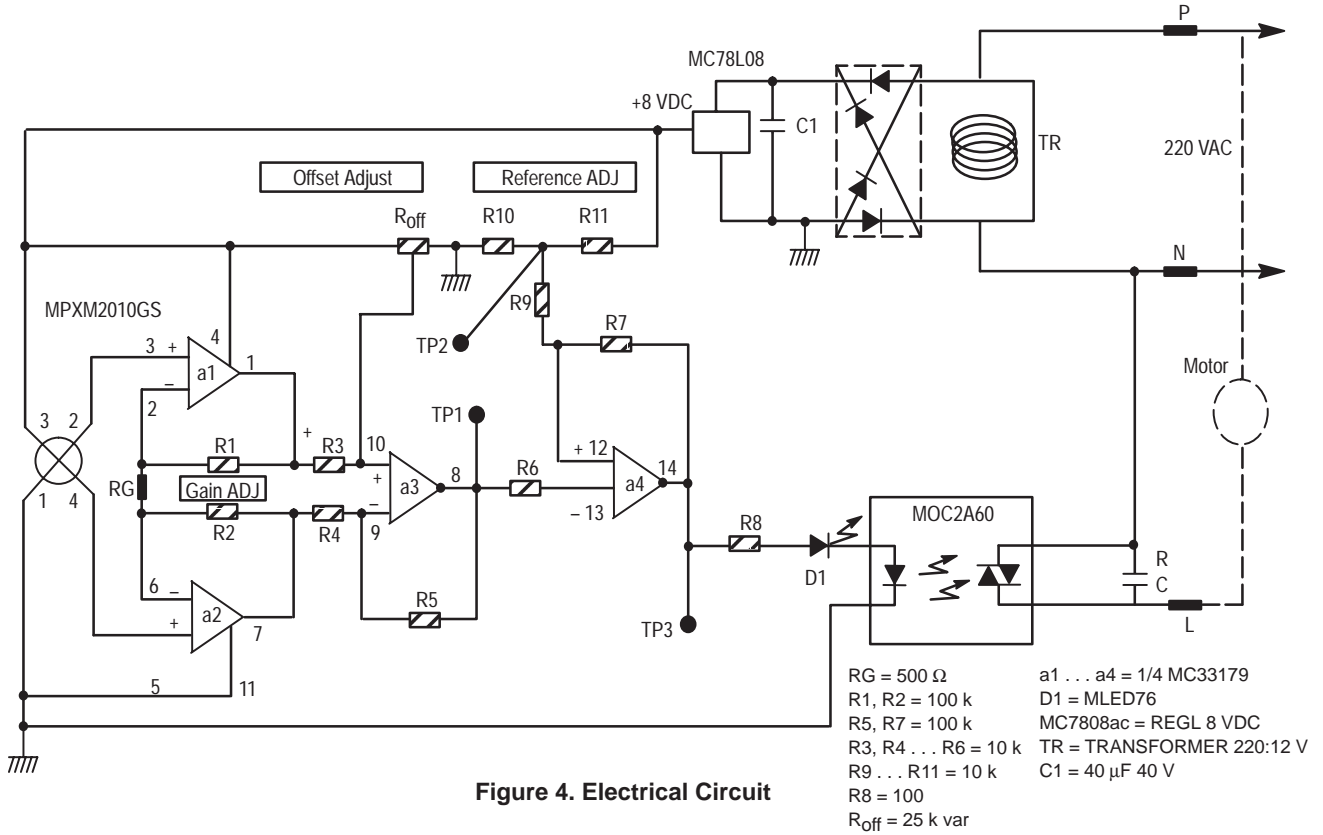 P
MC78L08
+8 VDC
C1
TR
220 VAC
Offset Adjust
Reference ADJ
Roff
R10
R11
N
MPXM2010GS
R9
R7
TP2
3 +
4
1
a1
–
2
Motor
TP1
3
2
+
R1
R3
10
R6
+ 12
14
RG
Gain ADJ
+
a3
8
a4
1
4
–
R2
R4
9
– 13
MOC2A60
R8
6 –
R
a2
D1
C
+
7
R5
TP3
L
5
11
RG = 500 Ω
R1, R2 = 100 k
R5, R7 = 100 k
R3, R4 . . . R6 = 10 k
R9 . . . R11 = 10 k
R8 = 100
Roff = 25 k var
a1 . . . a4 = 1/4 MC33179
D1 = MLED76
MC7808ac = REGL 8 VDC
TR = TRANSFORMER 220:12 V
C1 = 40 μF 40 V
Figure 4. Electrical Circuit